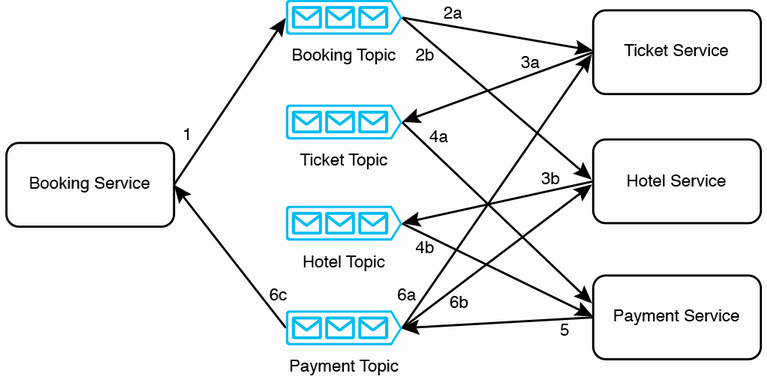 2a
Booking Topic
2b
Ticket Service
3a
1
4a
Ticket Topic
Booking Service
3b
Hotel Service
4b
Hotel Topic
6c
6a
6b
Payment Service
5
Payment Topic